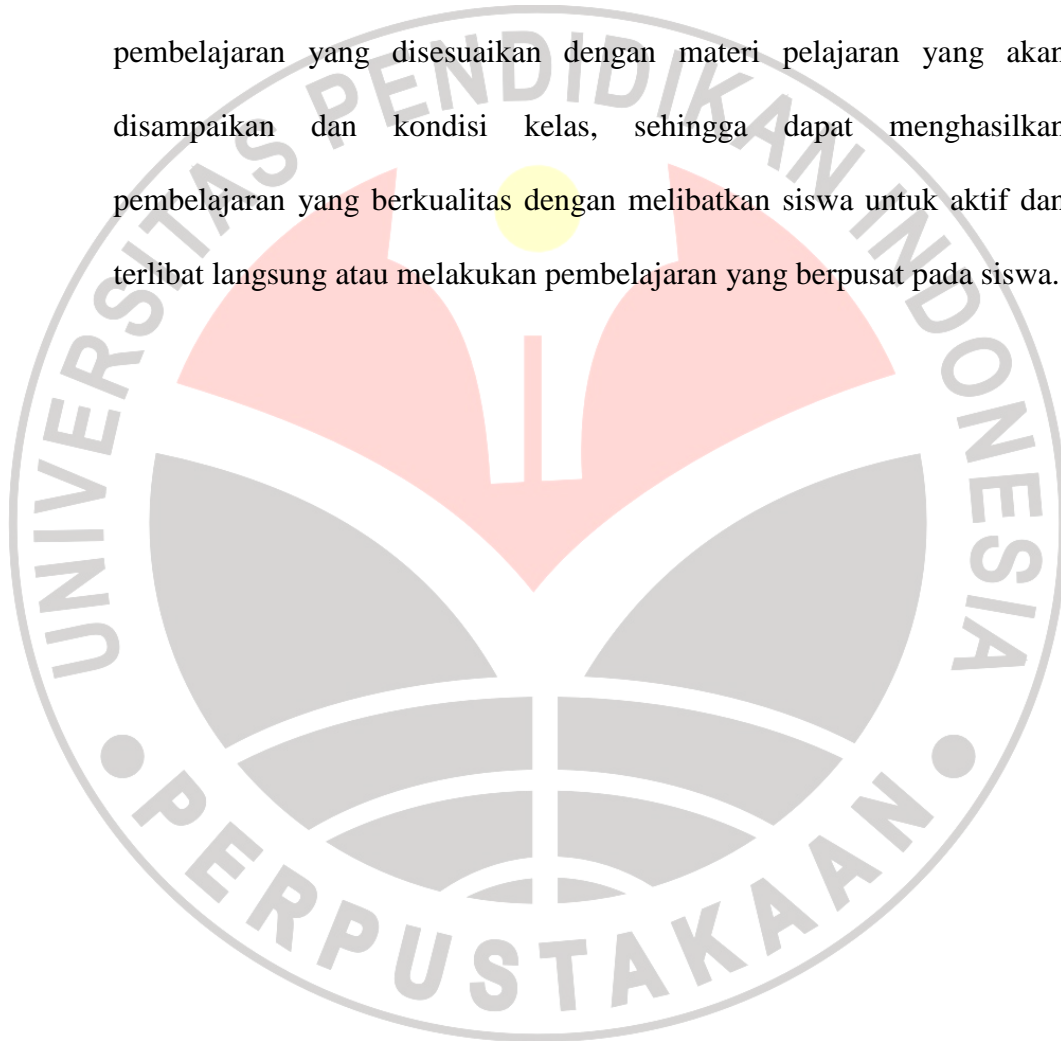 pembelajaran yang disesuaikan dengan materi pelajaran yang akan
disampaikan dan kondisi kelas, sehingga dapat menghasilkan
pembelajaran yang berkualitas dengan melibatkan siswa untuk aktif dan
terlibat langsung atau melakukan pembelajaran yang berpusat pada siswa.
UNIVERSITAS PENDIDIKAN INDONESIA
PERPUSTAKAAN